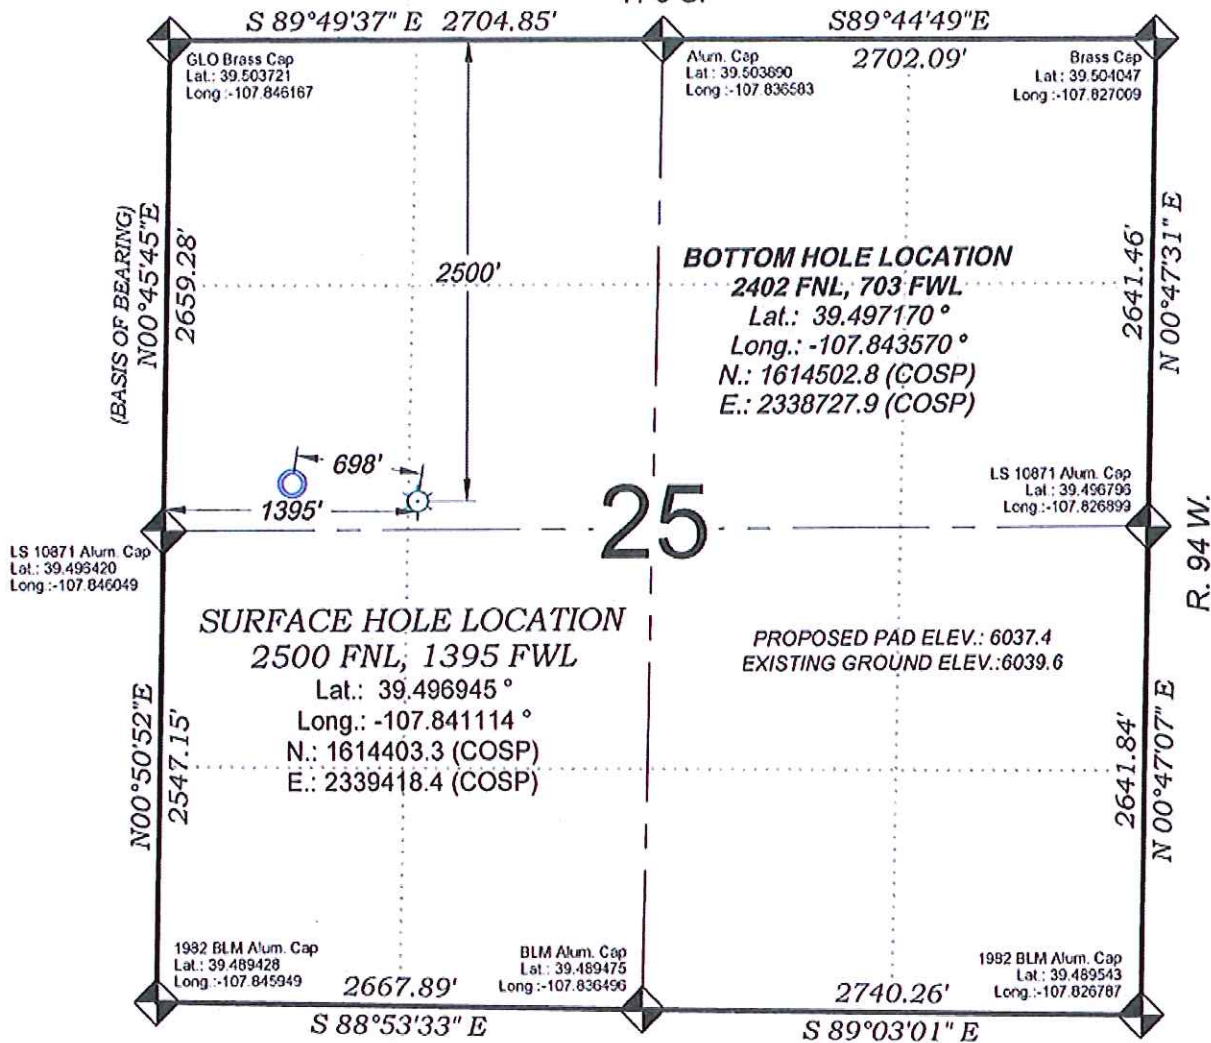 S 89°49'37" E 2704.85'
S89°44'49"E
2702.09'
GLO Brass Cap
Lat.: 39.503721
Long.:-107.846167
Alum. Cap
Lat.: 39.503890
Long.:-107.836583
Brass Cap
Lat.: 39.504047
Long.:-107.827009
(BASIS OF BEARING)
N00°45'45"E
2659.28'
2500'
BOTTOM HOLE LOCATION
2402 FNL, 703 FWL
Lat.: 39.497170 °
Long.: -107.843570 °
N.: 1614502.8 (COSP)
E.: 2338727.9 (COSP)
2641.46'
N 00°47'31" E
698'
1395'
25
LS 10871 Alum. Cap
Lat.: 39.496796
Long.:-107.826899
R. 94 W.
LS 10871 Alum. Cap
Lat.: 39.496420
Long.:-107.846049
SURFACE HOLE LOCATION
2500 FNL, 1395 FWL
Lat.: 39.496945 °
Long.: -107.841114 °
N.: 1614403.3 (COSP)
E.: 2339418.4 (COSP)
PROPOSED PAD ELEV.: 6037.4
EXISTING GROUND ELEV.:6039.6
N00°50'52"E
2547.15'
2641.84'
N 00°47'07" E
1982 BLM Alum. Cap
Lat.: 39.489428
Long.:-107.845949
BLM Alum. Cap
Lat.: 39.489475
Long.:-107.836496
1982 BLM Alum. Cap
Lat.: 39.489543
Long.:-107.826787
2667.89'
S 88°53'33" E
2740.26'
S 89°03'01" E